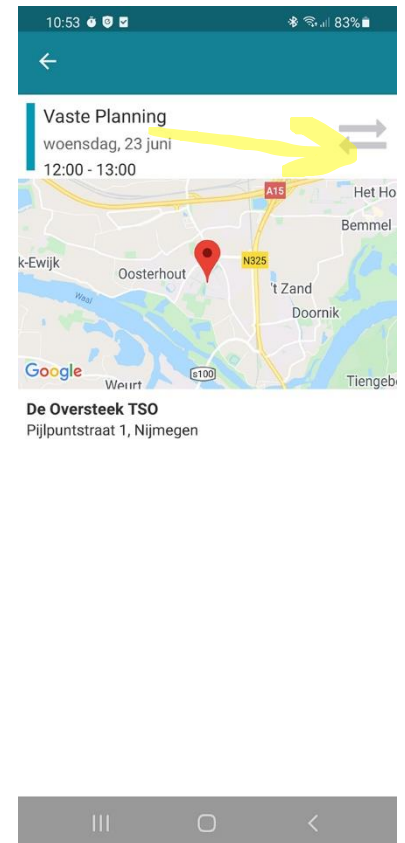 10:53 83%
Vaste Planning
woensdag, 23 juni
12:00 - 13:00
A15
Het Ho
Bemmel
k-Ewijk
Oosterhout
N325
't Zand
Waal
Doornik
Google
Weurt
s100
Tiengeb
De Oversteek TSO
Pijlpuntstraat 1, Nijmegen